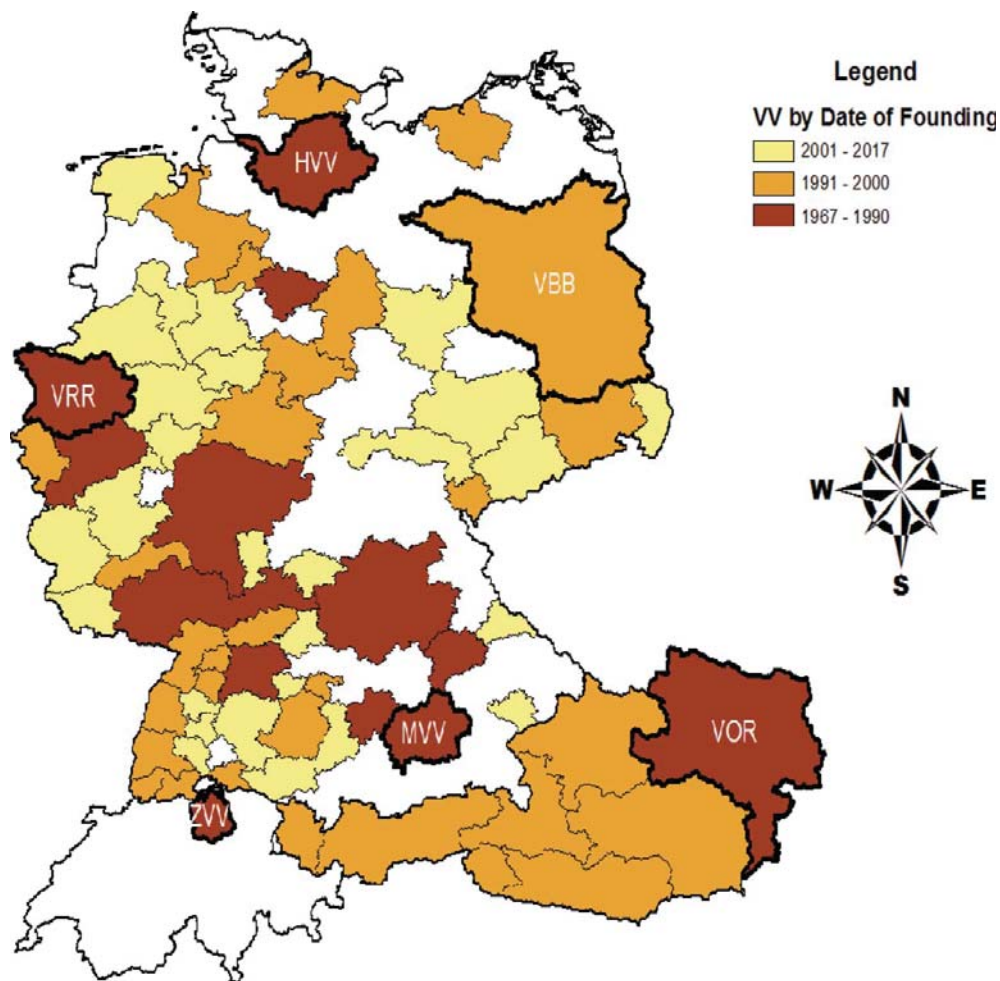 Legend
VV by Date of Founding
2001 - 2017
1991 - 2000
1967 - 1990
HVV
VBB
VRR
N
W E
S
MVV
VOR
ZVV